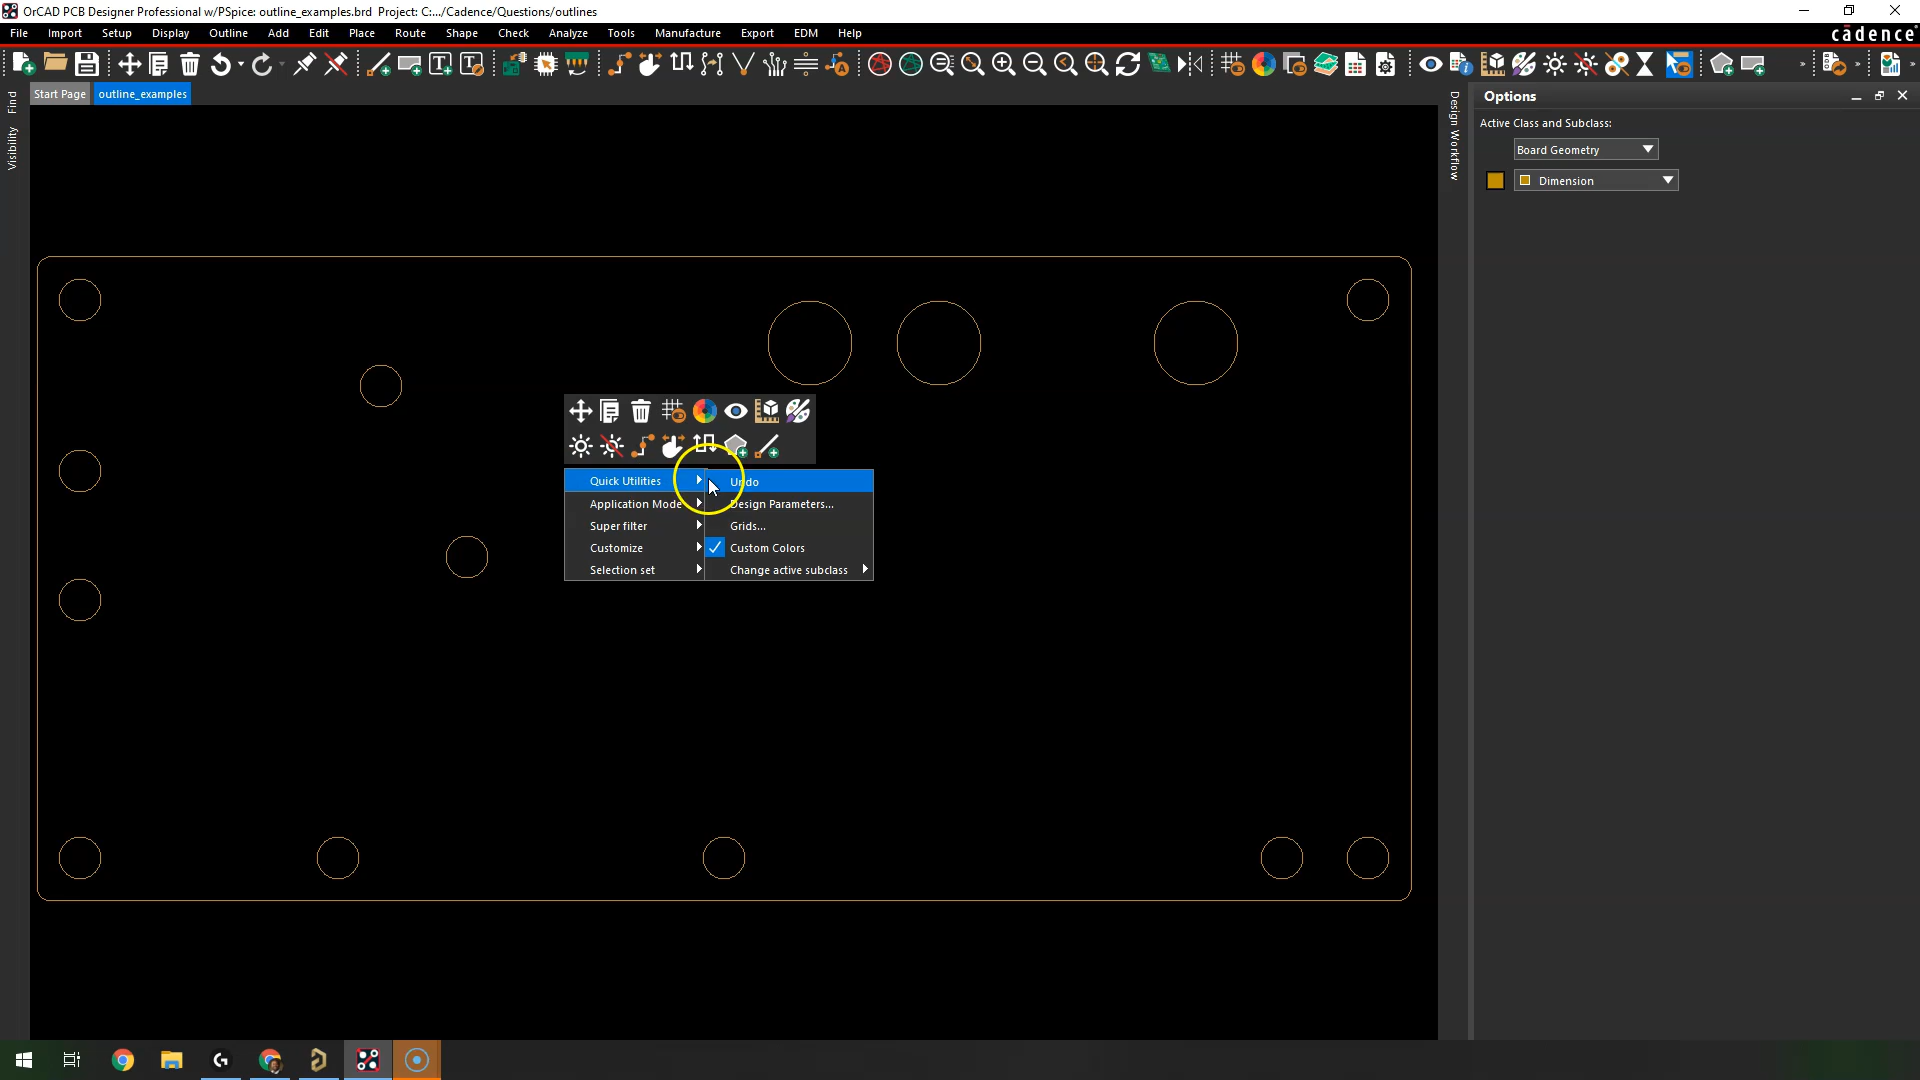 OrCAD PCB Designer Professional w/PSpice: outline_examples.brd Project: C:.../Cadence/Questions/outlines
File Import Setup Display Outline Add Edit Place Route Shape Check Analyze Tools Manufacture Export EDM Help
cādence
Find
Visibility
Start Page outline_examples
Design Workflow
Options
Active Class and Subclass:
Board Geometry
Dimension
Quick Utilities
Application Mode
Super filter
Customize
Selection set
Undo
Design Parameters...
Grids...
Custom Colors
Change active subclass